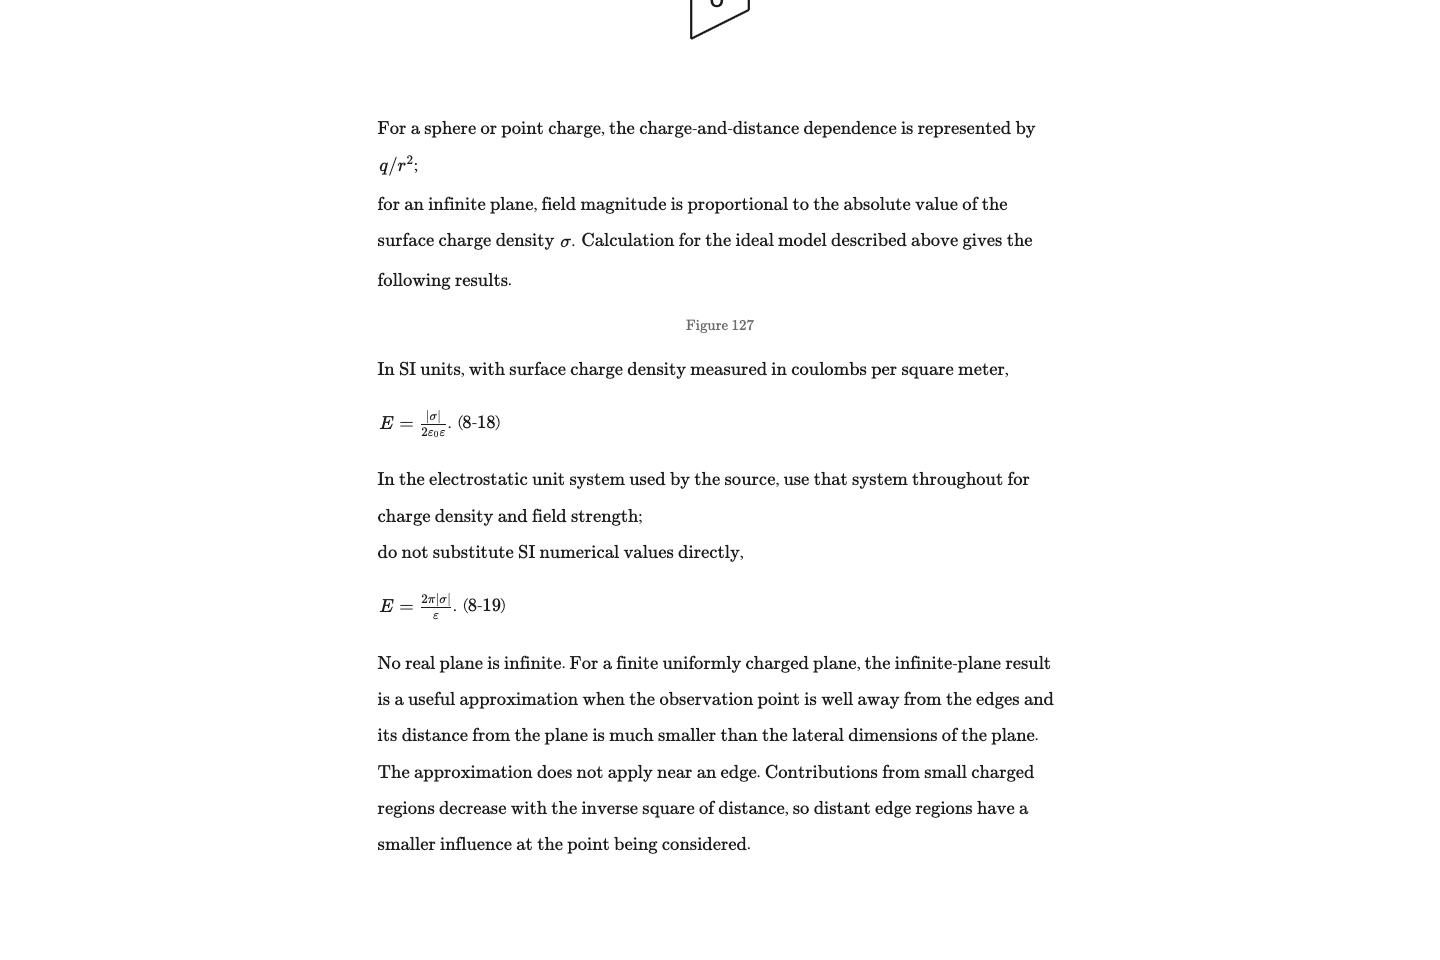 For a sphere or point charge, the charge-and-distance dependence is represented by
q/r²;
for an infinite plane, field magnitude is proportional to the absolute value of the
surface charge density σ. Calculation for the ideal model described above gives the
following results.
Figure 127
In SI units, with surface charge density measured in coulombs per square meter,
E = |σ|/2ε₀ε. (8-18)
In the electrostatic unit system used by the source, use that system throughout for
charge density and field strength;
do not substitute SI numerical values directly,
E = 2π|σ|/ε. (8-19)
No real plane is infinite. For a finite uniformly charged plane, the infinite-plane result
is a useful approximation when the observation point is well away from the edges and
its distance from the plane is much smaller than the lateral dimensions of the plane.
The approximation does not apply near an edge. Contributions from small charged
regions decrease with the inverse square of distance, so distant edge regions have a
smaller influence at the point being considered.